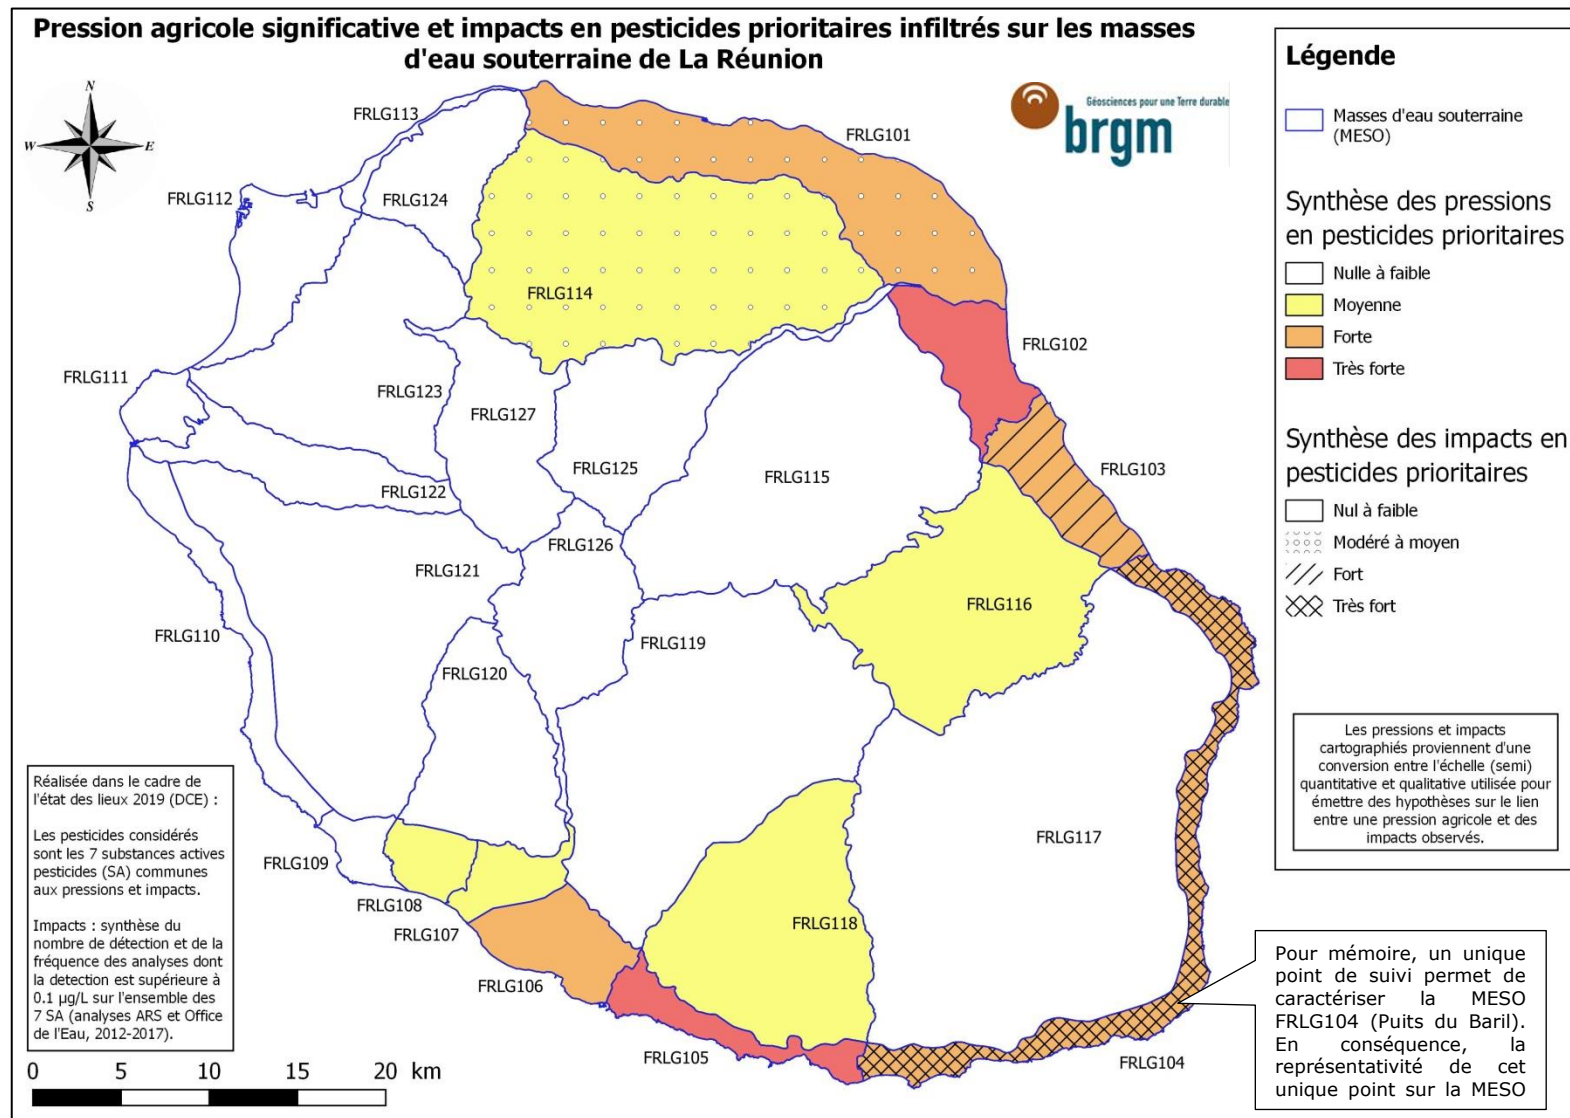 Pression agricole significative et impacts en pesticides prioritaires infiltrés sur les masses
d'eau souterraine de La Réunion
N
W
E
S
Géosciences pour une Terre durable
brgm
FRLG113
FRLG101
FRLG112
FRLG124
FRLG114
FRLG102
FRLG111
FRLG123
FRLG127
FRLG125
FRLG115
FRLG103
FRLG122
FRLG126
FRLG121
FRLG116
FRLG110
FRLG119
FRLG120
FRLG117
FRLG109
FRLG108
FRLG118
FRLG107
FRLG106
FRLG105
FRLG104
Légende
Masses d'eau souterraine
(MESO)
Synthèse des pressions
en pesticides prioritaires
Nulle à faible
Moyenne
Forte
Très forte
Synthèse des impacts en
pesticides prioritaires
Nul à faible
Modéré à moyen
Fort
Très fort
Les pressions et impacts
cartographiés proviennent d'une
conversion entre l'échelle (semi)
quantitative et qualitative utilisée pour
émettre des hypothèses sur le lien
entre une pression agricole et des
impacts observés.
Réalisée dans le cadre de
l'état des lieux 2019 (DCE) :
Les pesticides considérés
sont les 7 substances actives
pesticides (SA) communes
aux pressions et impacts.
Impacts : synthèse du
nombre de détection et de la
fréquence des analyses dont
la detection est supérieure à
0.1 µg/L sur l'ensemble des
7 SA (analyses ARS et Office
de l'Eau, 2012-2017).
Pour mémoire, un unique
point de suivi permet de
caractériser la MESO
FRLG104 (Puits du Baril).
En conséquence, la
représentativité de cet
unique point sur la MESO
0 5 10 15 20 km